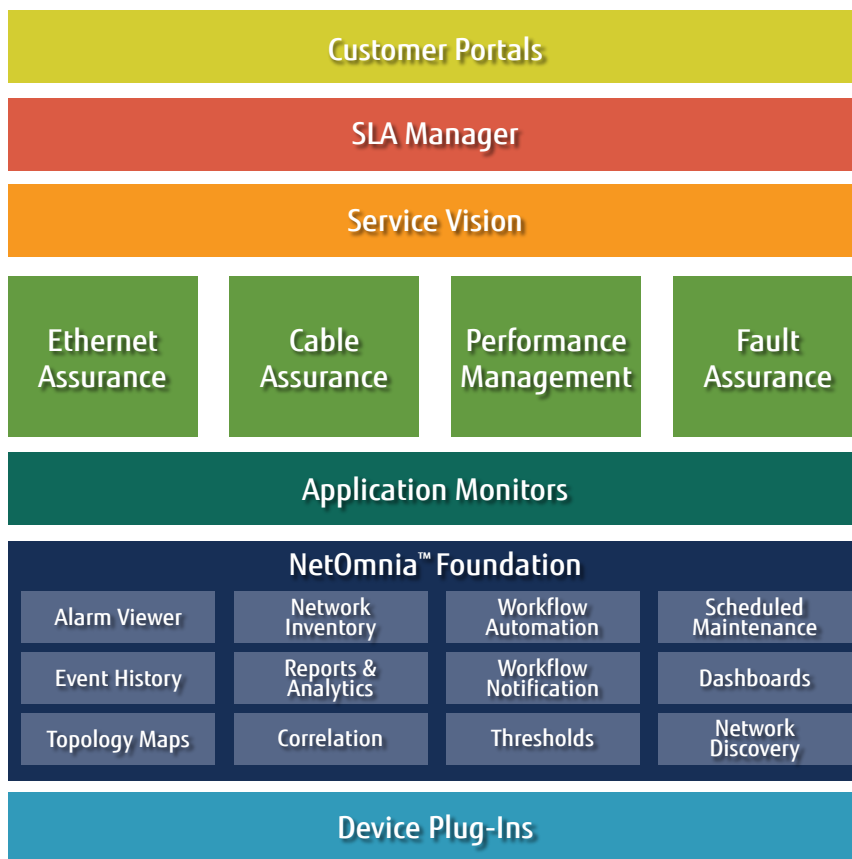 Customer Portals
SLA Manager
Service Vision
Ethernet
Assurance
Cable
Assurance
Performance
Management
Fault
Assurance
Application Monitors
NetOmnia™ Foundation
Alarm Viewer
Network
Inventory
Workflow
Automation
Scheduled
Maintenance
Event History
Reports &
Analytics
Workflow
Notification
Dashboards
Topology Maps
Correlation
Thresholds
Network
Discovery
Device Plug-Ins